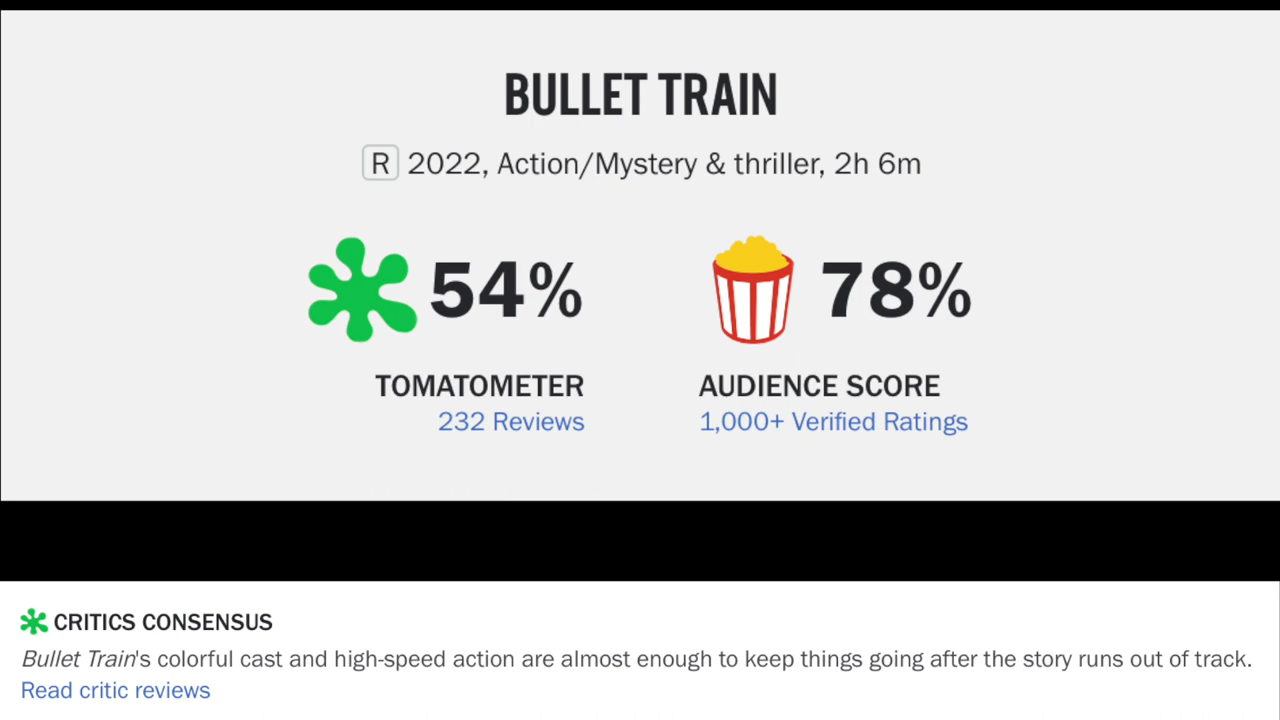 BULLET TRAIN
R 2022, Action/Mystery & thriller, 2h 6m
54% 78%
TOMATOMETER AUDIENCE SCORE
232 Reviews 1,000+ Verified Ratings
CRITICS CONSENSUS
Bullet Train's colorful cast and high-speed action are almost enough to keep things going after the story runs out of track.
Read critic reviews